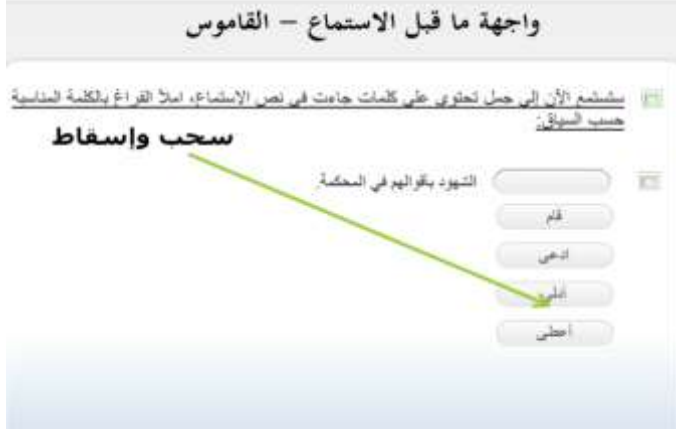 واجهة ما قبل الاستماع – القاموس
ستستمع الآن إلى جمل تحتوي على كلمات جاءت في نص الاستماع، املأ الفراغ بالكلمة المناسبة
حسب السياق:
سحب وإسقاط
الشهود بأقوالهم في المحكمة.
قام
ادعى
أدلى
أعطى